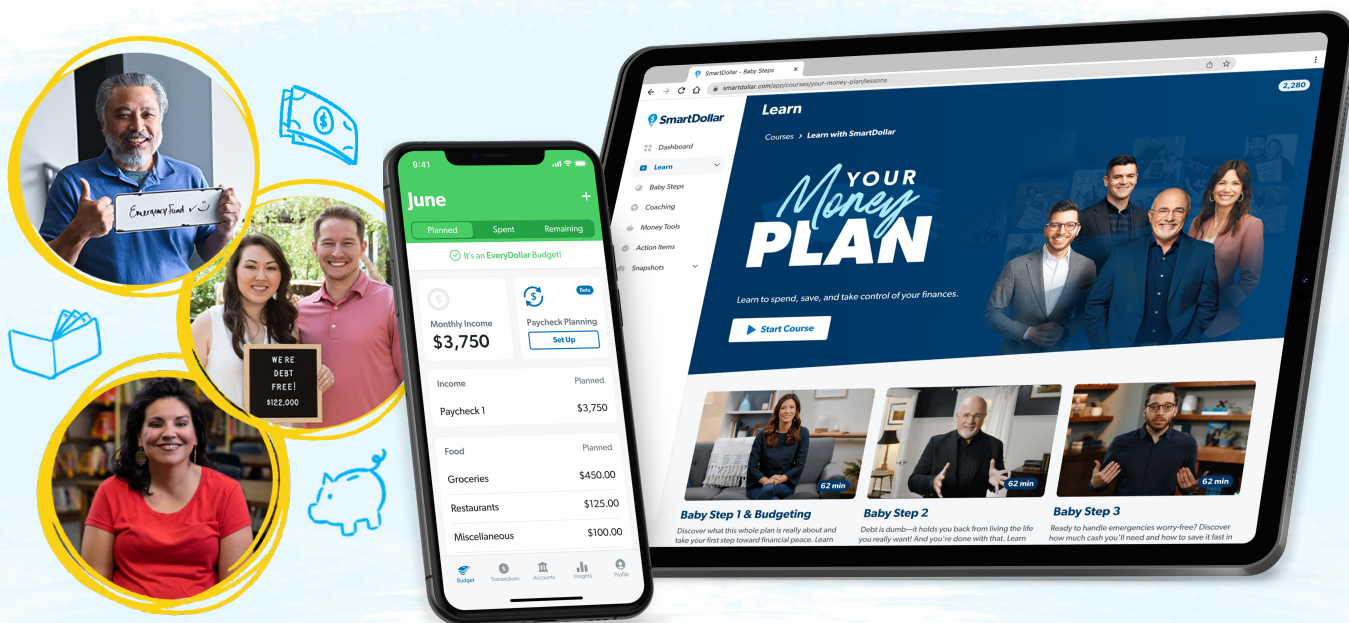 Emergency Fund ✓
WE'RE
DEBT
FREE!
$122,000
9:41
June
+
Planned Spent Remaining
It's an EveryDollar Budget!
Monthly Income
$3,750
Beta
Paycheck Planning
Set Up
Income Planned
Paycheck 1 $3,750
Food Planned
Groceries $450.00
Restaurants $125.00
Miscellaneous $100.00
Budget Transactions Accounts Insights Profile
SmartDollar - Baby Steps
smartdollar.com/app/courses/your-money-plan/lessons
SmartDollar
Dashboard
Learn
Baby Steps
Coaching
Money Tools
Action Items
Snapshots
Learn
2,280
Courses > Learn with SmartDollar
YOUR
Money
PLAN
Learn to spend, save, and take control of your finances.
Start Course
62 min
Baby Step 1 & Budgeting
Discover what this whole plan is really about and
take your first step toward financial peace. Learn
62 min
Baby Step 2
Debt is dumb—it holds you back from living the life
you really want! And you're done with that. Learn
62 min
Baby Step 3
Ready to handle emergencies worry-free? Discover
how much cash you'll need and how to save it fast in